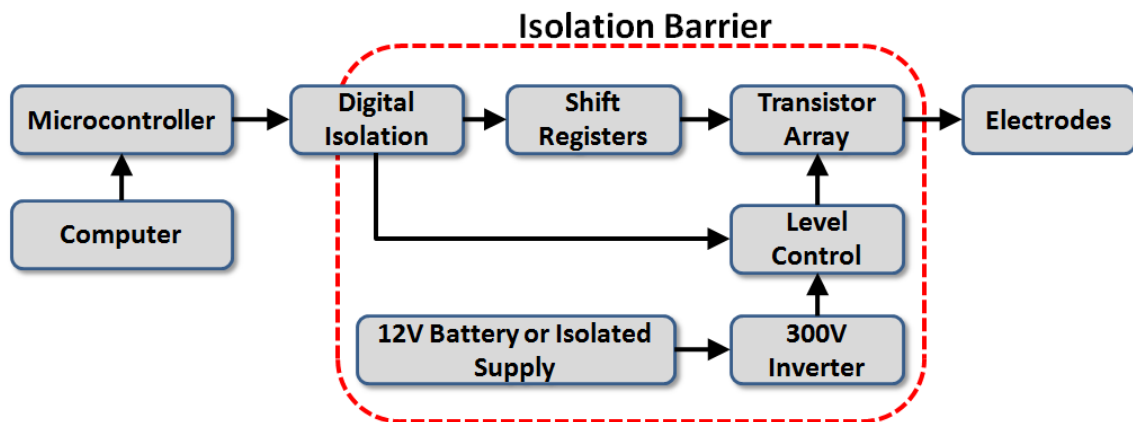 Isolation Barrier
Microcontroller
Digital
Isolation
Shift
Registers
Transistor
Array
Electrodes
Computer
Level
Control
12V Battery or Isolated
Supply
300V
Inverter